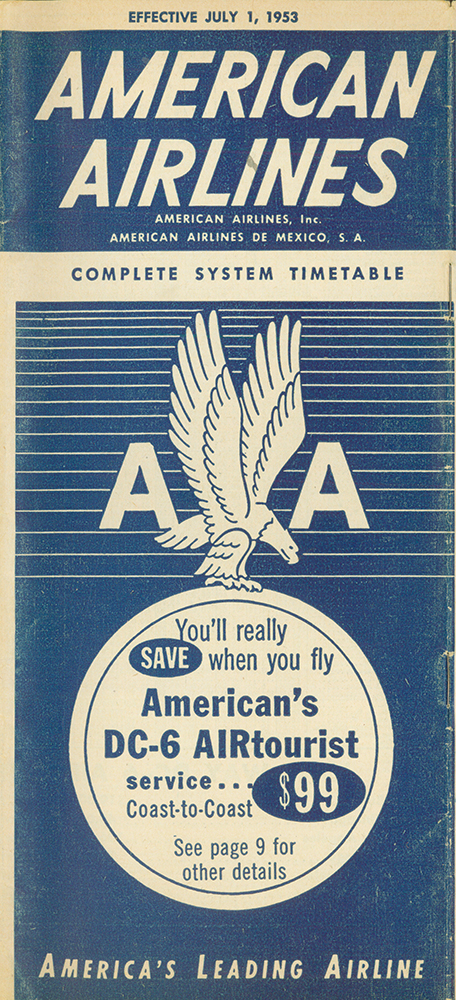 EFFECTIVE JULY 1, 1953
AMERICAN
AIRLINES
AMERICAN AIRLINES, Inc.
AMERICAN AIRLINES DE MEXICO, S. A.
COMPLETE SYSTEM TIMETABLE
A A
You'll really
SAVE when you fly
American's
DC-6 AIRtourist
service...
Coast-to-Coast $99
See page 9 for
other details
AMERICA'S LEADING AIRLINE